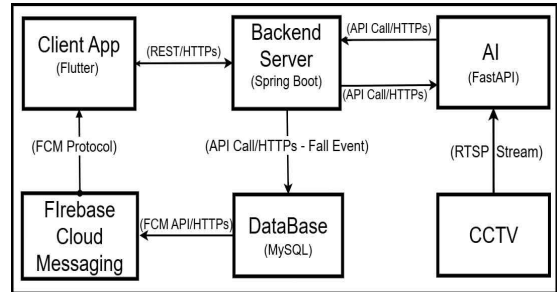 Client App
(Flutter)
(REST/HTTPs)
Backend
Server
(Spring Boot)
(API Call/HTTPs)
(API Call/HTTPs)
AI
(FastAPI)
(FCM Protocol)
(API Call/HTTPs - Fall Event)
(RTSP Stream)
FIrebase
Cloud
Messaging
(FCM API/HTTPs)
DataBase
(MySQL)
CCTV